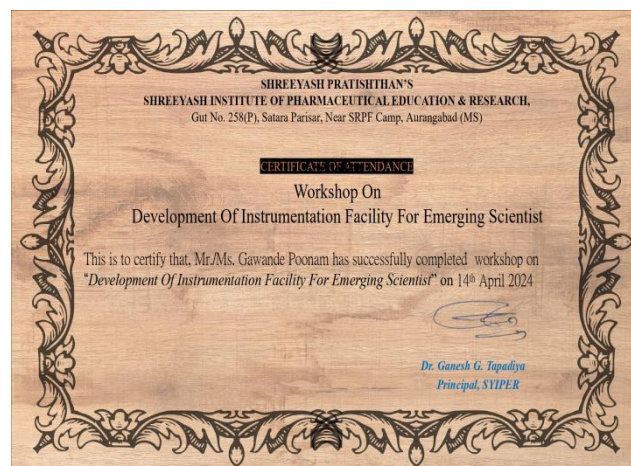 SHREEYASH PRATISHTHAN'S
SHREEYASH INSTITUTE OF PHARMACEUTICAL EDUCATION & RESEARCH,
Gut No. 258(P), Satara Parisar, Near SRPF Camp, Aurangabad (MS)
CERTIFICATE OF ATTENDANCE
Workshop On
Development Of Instrumentation Facility For Emerging Scientist
This is to certify that, Mr./Ms. Gawande Poonam has successfully completed workshop on
"Development Of Instrumentation Facility For Emerging Scientist" on 14th April 2024
Dr. Ganesh G. Tapadiya
Principal, SYIPER